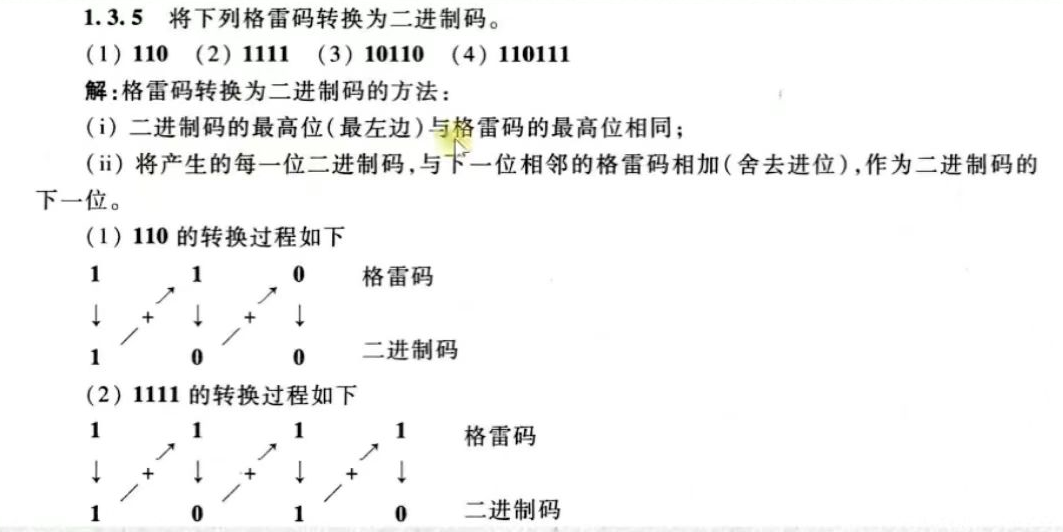 1.3.5 将下列格雷码转换为二进制码。
(1) 110 (2) 1111 (3) 10110 (4) 110111
解:格雷码转换为二进制码的方法:
(i) 二进制码的最高位(最左边)与格雷码的最高位相同;
(ii) 将产生的每一位二进制码,与下一位相邻的格雷码相加(舍去进位),作为二进制码的
下一位。
(1) 110 的转换过程如下
1 1 0 格雷码
↓ + ↗ ↓ + ↗ ↓
1 0 0 二进制码
(2) 1111 的转换过程如下
1 1 1 1 格雷码
↓ + ↗ ↓ + ↗ ↓ + ↗ ↓
1 0 1 0 二进制码